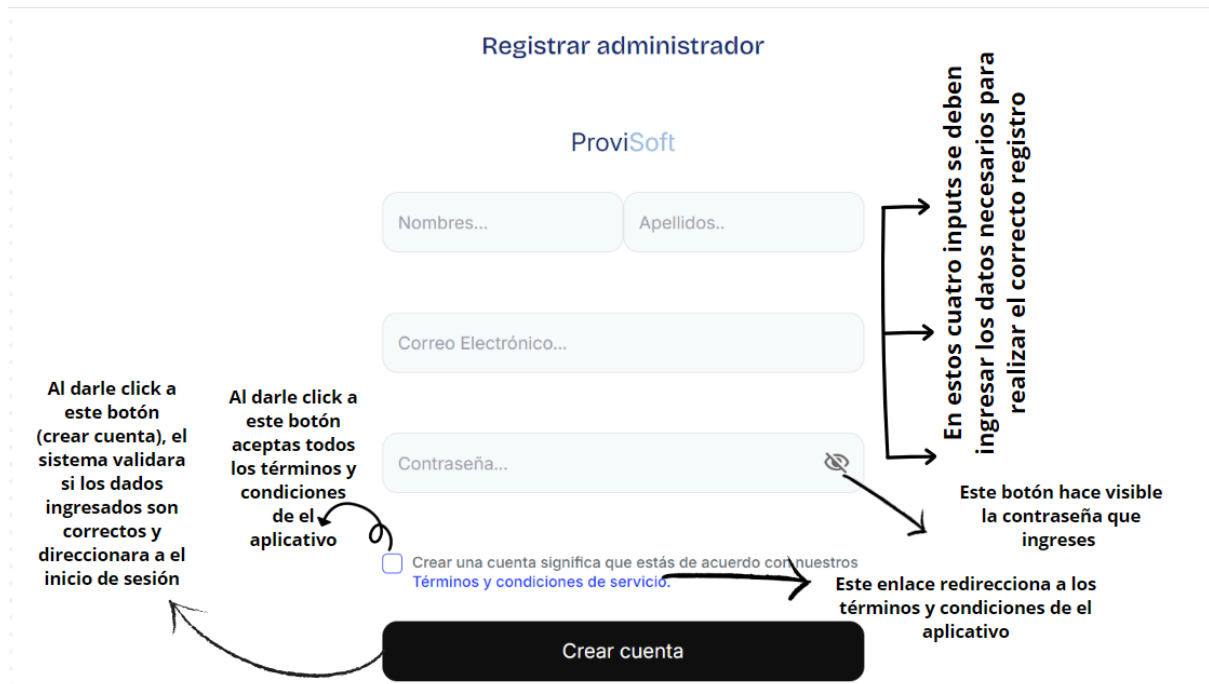 Registrar administrador
ProviSoft
Nombres...
Apellidos..
En estos cuatro inputs se deben
ingresar los datos necesarios para
realizar el correcto registro
Correo Electrónico...
Contraseña...
Al darle click a
este botón
(crear cuenta), el
sistema validara
si los dados
ingresados son
correctos y
direccionara a el
inicio de sesión
Al darle click a
este botón
aceptas todos
los términos y
condiciones
de el
aplicativo
Este botón hace visible
la contraseña que
ingreses
Crear una cuenta significa que estás de acuerdo con nuestros
Términos y condiciones de servicio.
Este enlace redirecciona a los
términos y condiciones de el
aplicativo
Crear cuenta